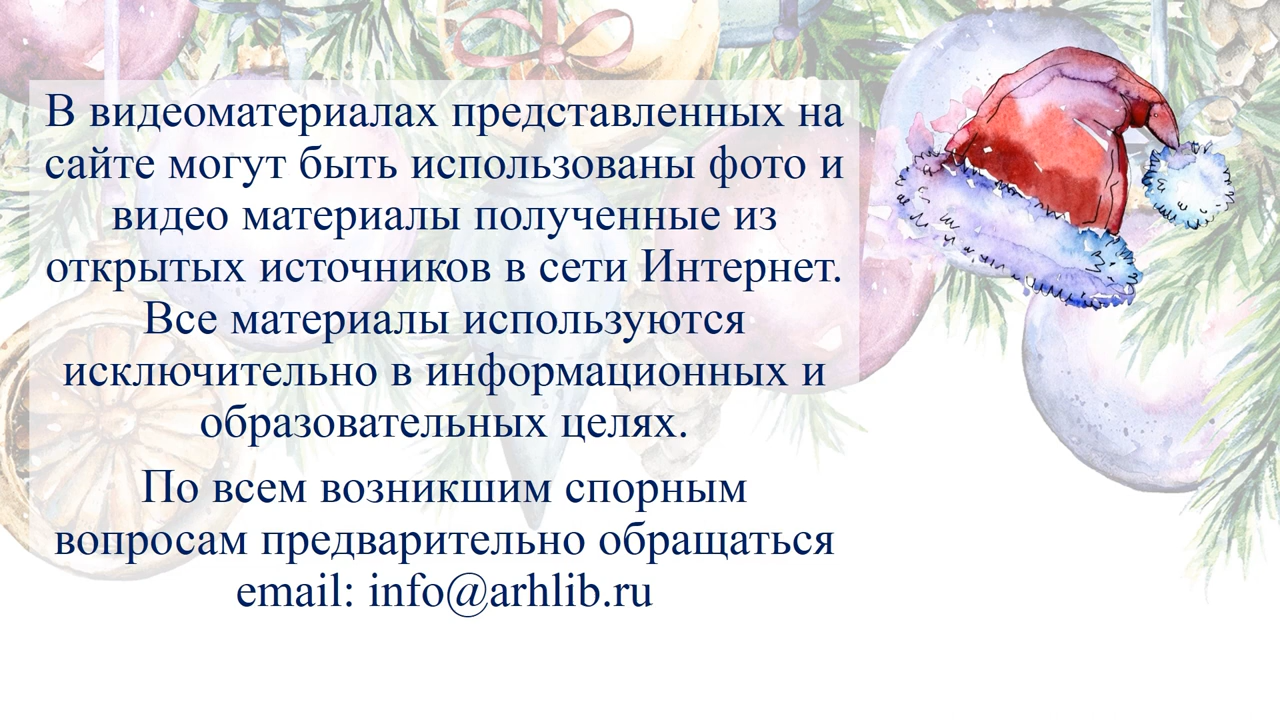 В видеоматериалах представленных на
сайте могут быть использованы фото и
видео материалы полученные из
открытых источников в сети Интернет.
Все материалы используются
исключительно в информационных и
образовательных целях.
По всем возникшим спорным
вопросам предварительно обращаться
email: info@arhlib.ru